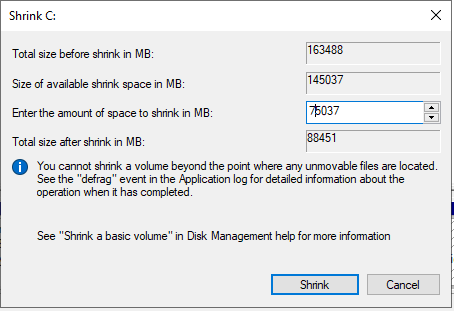 Shrink C:
Total size before shrink in MB: 163488
Size of available shrink space in MB: 145037
Enter the amount of space to shrink in MB: 75037
Total size after shrink in MB: 88451
You cannot shrink a volume beyond the point where any unmovable files are located.
See the "defrag" event in the Application log for detailed information about the
operation when it has completed.
See "Shrink a basic volume" in Disk Management help for more information
Shrink Cancel